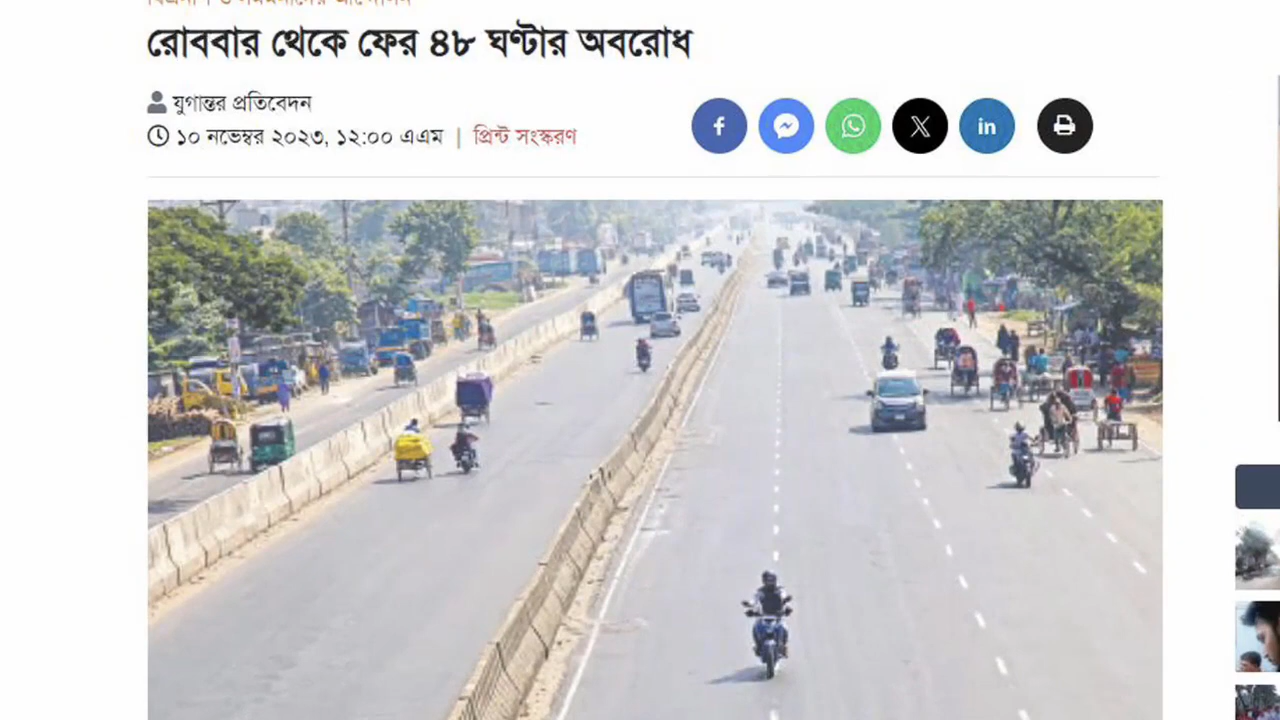 রোববার থেকে ফের ৪৮ ঘণ্টার অবরোধ
যুগান্তর প্রতিবেদন
১০ নভেম্বর ২০২৩, ১২:০০ এএম | প্রিন্ট সংস্করণ